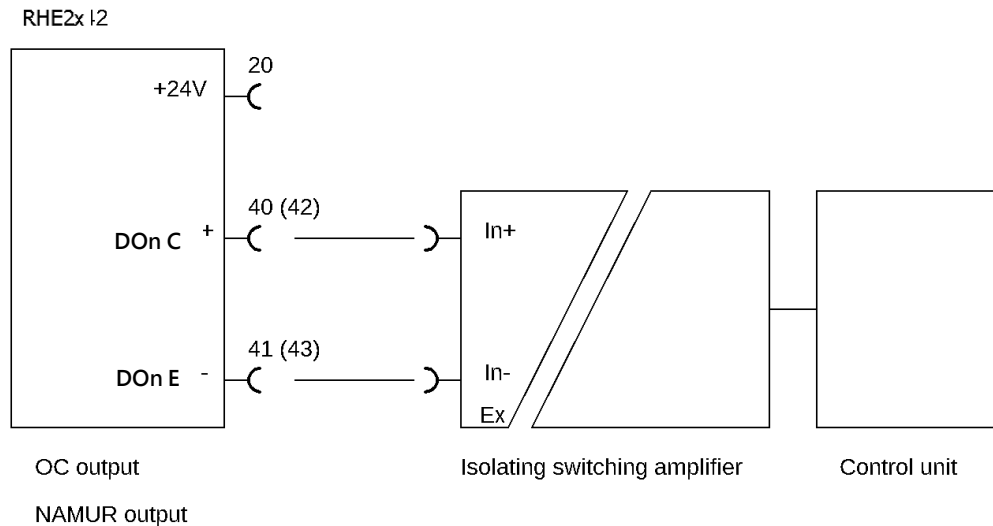 RHE2x
20
+24V
40 (42)
DOn C + In+
41 (43)
DOn E - In-
Ex
OC output Isolating switching amplifier Control unit
NAMUR output